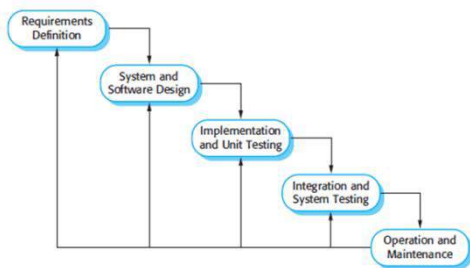 Requirements
Definition
System and
Software Design
Implementation
and Unit Testing
Integration and
System Testing
Operation and
Maintenance